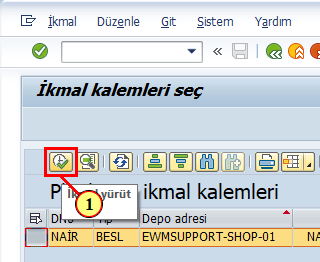 İkmal Düzenle Git Sistem Yardım
İkmal kalemleri seç
ikmal kalemleri
yürüt
1
Depo adresi
NAİR BESL EWMSUPPORT-SHOP-01 NA